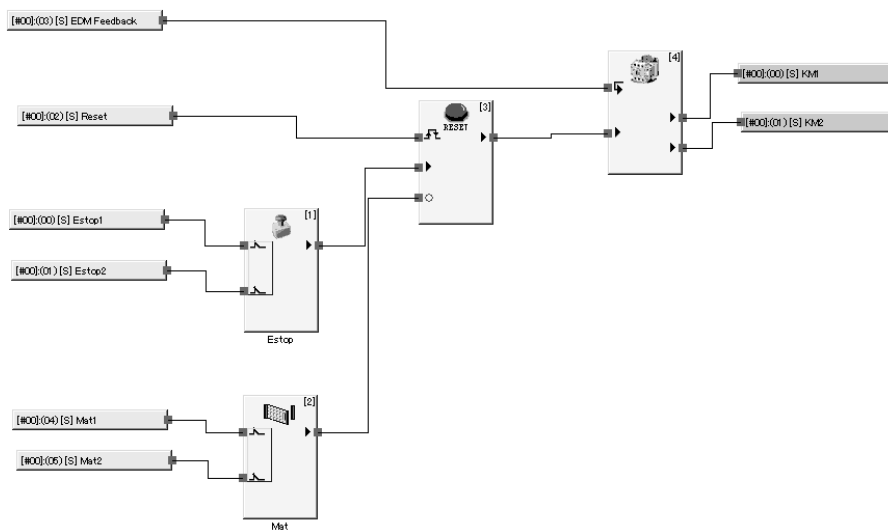 [#00]:(03) [S] EDM Feedback
[4]
[#00]:(00) [S] KM1
[#00]:(02) [S] Reset
[3]
RESET
[#00]:(01) [S] KM2
[#00]:(00) [S] Estop1
[1]
[#00]:(01) [S] Estop2
Estop
[2]
[#00]:(04) [S] Mat1
[#00]:(05) [S] Mat2
Mat